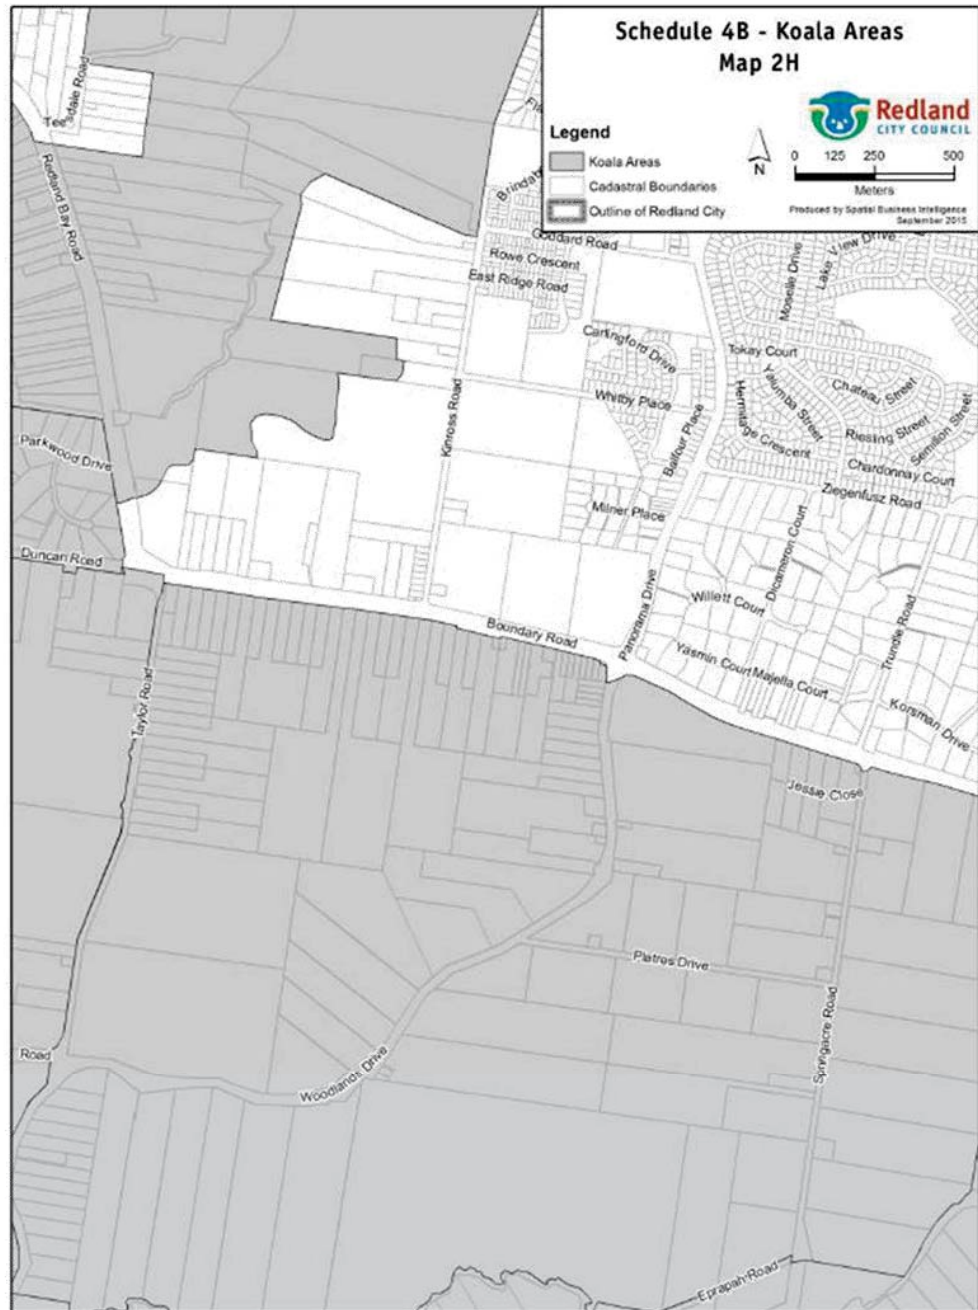 Schedule 4B - Koala Areas
Map 2H
Redland
CITY COUNCIL
Legend
Koala Areas
Cadastral Boundaries
Outline of Redland City
N
0 125 250 500
Meters
Produced by Spatial Business Intelligence
September 2015
Redland Bay Road
Goddard Road
Rowe Crescent
East Ridge Road
Moselle Drive
Lake View Drive
Carlingford Drive
Tokay Court
Whitby Place
Kinross Road
Balfour Place
Hermitage Crescent
Yalumba Street
Chateau Street
Riesling Street
Semillon Street
Chardonnay Court
Ziegenfusz Road
Parkwood Drive
Milner Place
Duncan Road
Dicameron Court
Willett Court
Panorama Drive
Boundary Road
Trundle Road
Yasmin Court
Majella Court
Korsman Drive
Taylor Road
Jessie Close
Platres Drive
Springacre Road
Road
Woodlands Drive
Eprapah Road